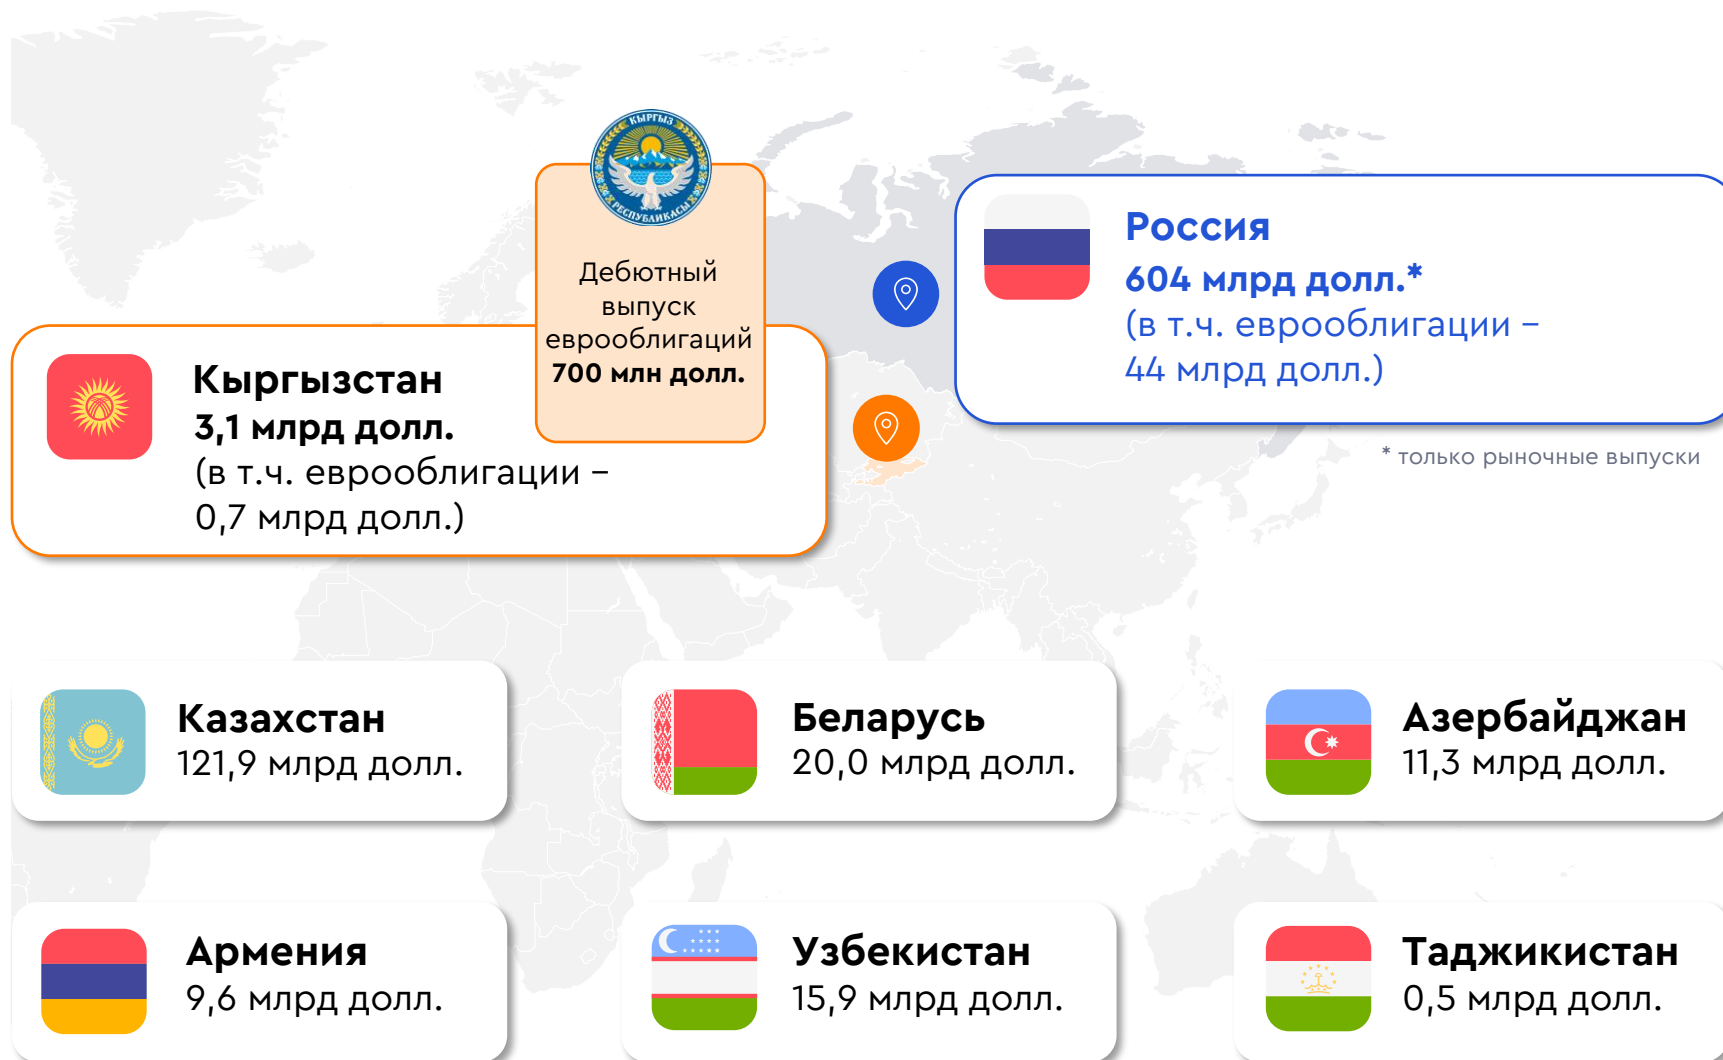 КЫРГЫЗ
РЕСПУБЛИКАСЫ
Дебютный
выпуск
еврооблигаций
700 млн долл.
Кыргызстан
3,1 млрд долл.
(в т.ч. еврооблигации –
0,7 млрд долл.)
Россия
604 млрд долл.*
(в т.ч. еврооблигации –
44 млрд долл.)
* только рыночные выпуски
Казахстан
121,9 млрд долл.
Беларусь
20,0 млрд долл.
Азербайджан
11,3 млрд долл.
Армения
9,6 млрд долл.
Узбекистан
15,9 млрд долл.
Таджикистан
0,5 млрд долл.